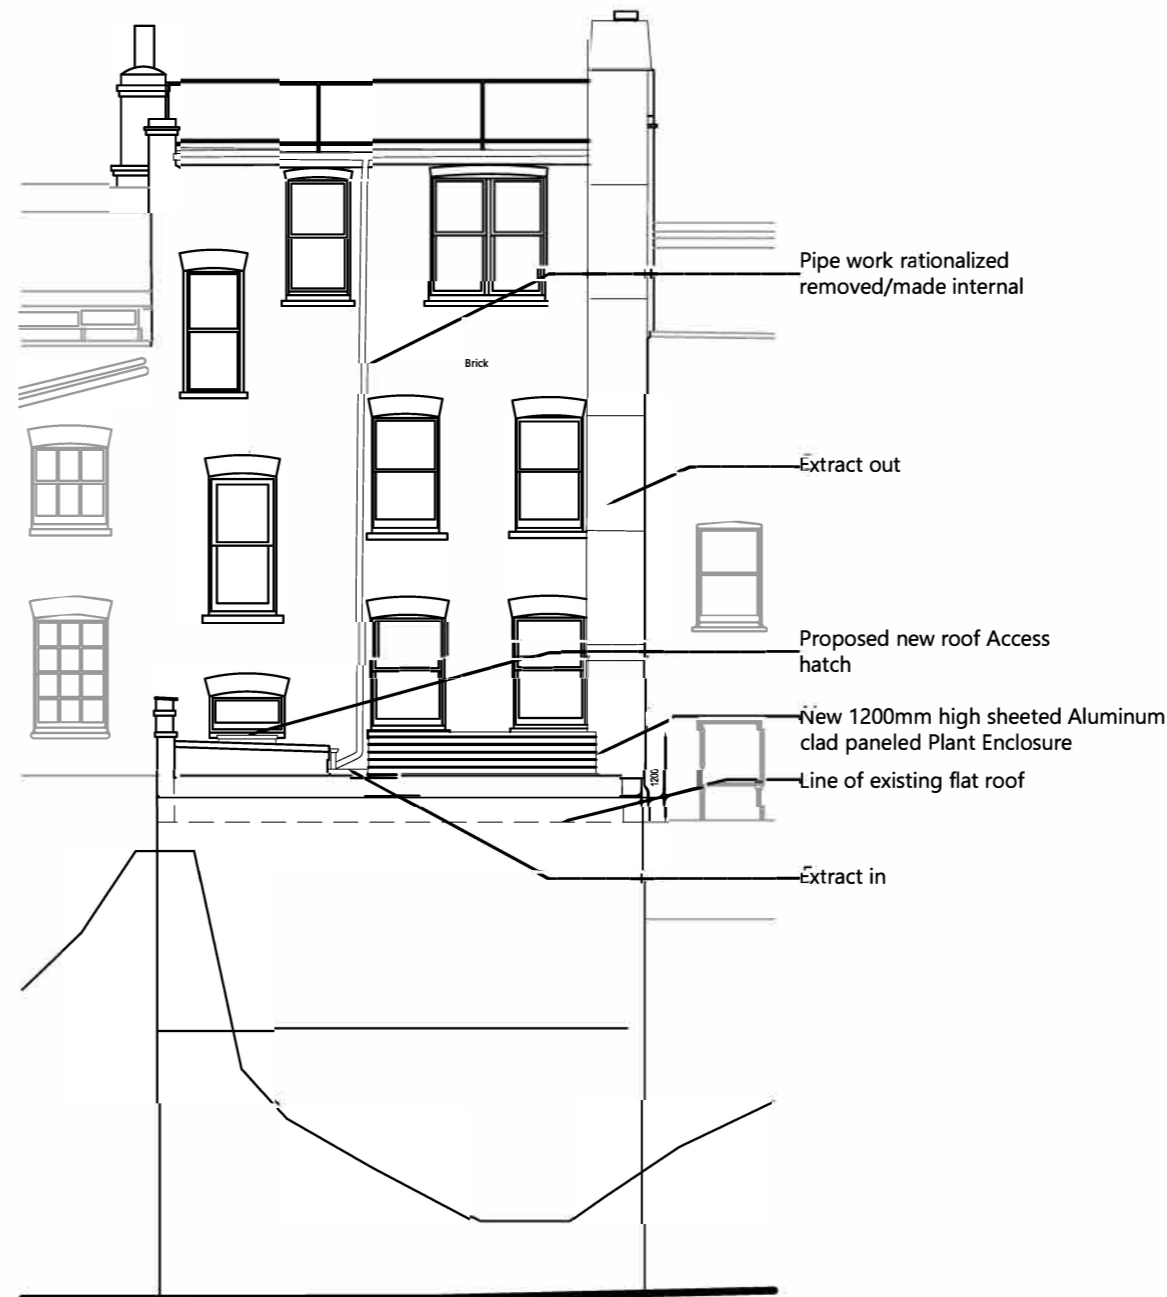 Pipe work rationalized
removed/made internal
Brick
Extract out
Proposed new roof Access
hatch
New 1200mm high sheeted Aluminum
clad paneled Plant Enclosure
1200
Line of existing flat roof
Extract in